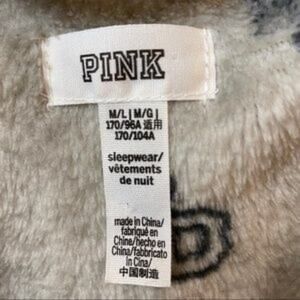 PINK
M/L | M/G |
170/96A 适用
170/104A
sleepwear/
vêtements
de nuit
made in China/
fabriqué en
Chine/hecho en
China/fabbricato
in Cina/
中国制造